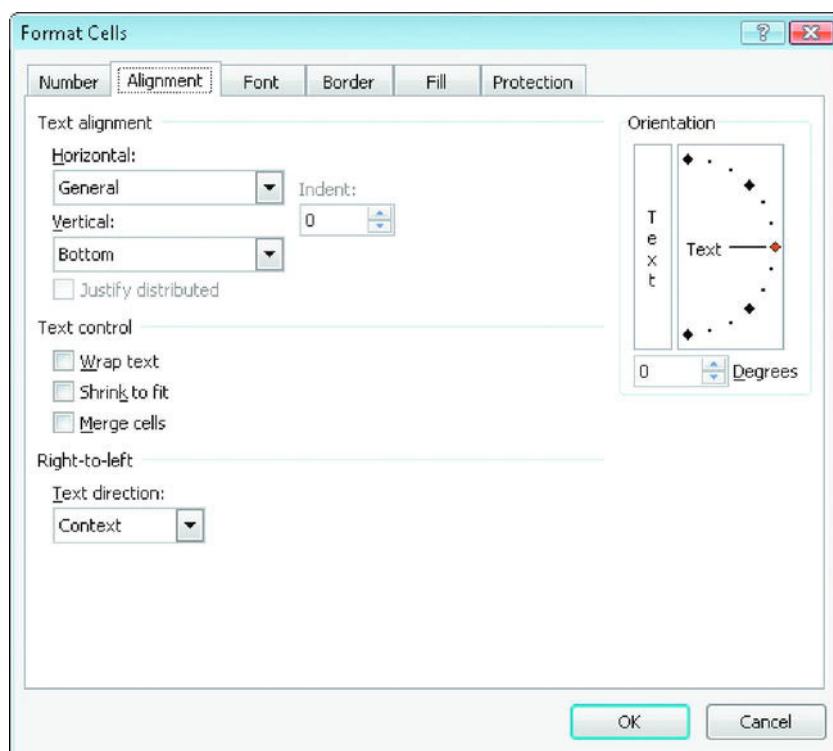 Format Cells
Number Alignment Font Border Fill Protection
Text alignment
Horizontal:
General
Indent:
0
Vertical:
Bottom
Justify distributed
Text control
Wrap text
Shrink to fit
Merge cells
Right-to-left
Text direction:
Context
Orientation
Text
Text
0 Degrees
OK Cancel